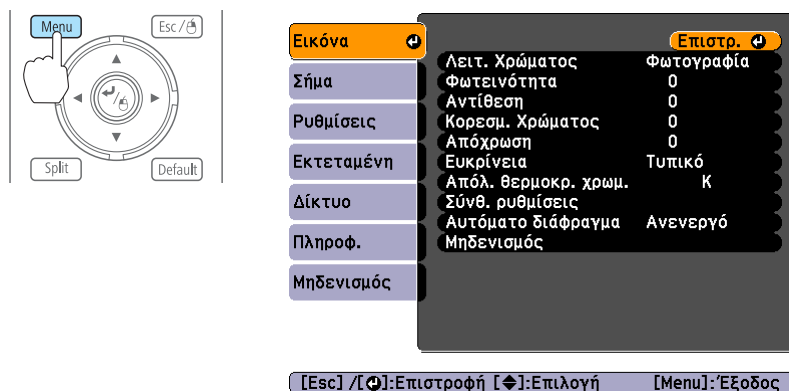 Menu
Esc /
Split
Default
Εικόνα
Σήμα
Ρυθμίσεις
Εκτεταμένη
Δίκτυο
Πληροφ.
Μηδενισμός
Επιστρ.
Λειτ. Χρώματος Φωτογραφία
Φωτεινότητα 0
Αντίθεση 0
Κορεσμ. Χρώματος 0
Απόχρωση 0
Ευκρίνεια Τυπικό
Απόλ. θερμοκρ. χρωμ. K
Σύνθ. ρυθμίσεις
Αυτόματο διάφραγμα Ανενεργό
Μηδενισμός
[Esc] /[ ]:Επιστροφή [ ]:Επιλογή [Menu]:Έξοδος